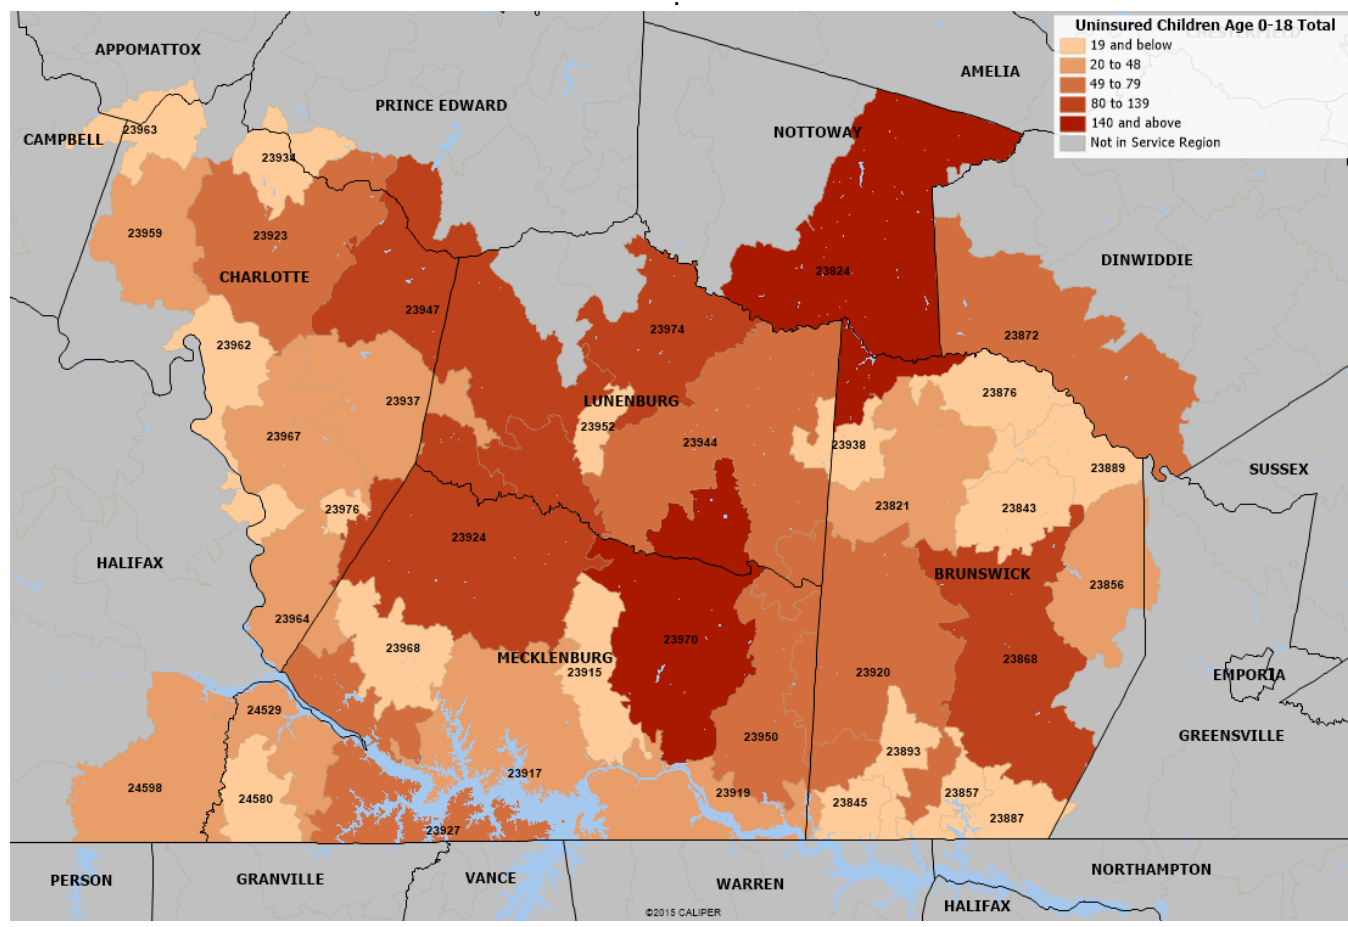 Uninsured Children Age 0-18 Total
19 and below
20 to 48
49 to 79
80 to 139
140 and above
Not in Service Region
CHESTERFIELD
APPOMATTOX
AMELIA
PRINCE EDWARD
CAMPBELL
23963
NOTTOWAY
23934
23959
23923
DINWIDDIE
CHARLOTTE
23824
23947
23974
23872
23962
23876
23937
LUNENBURG
23952
23967
23944
23938
23889
SUSSEX
23976
23821
23843
23924
HALIFAX
BRUNSWICK
23856
23964
23970
23968
MECKLENBURG
23915
23868
23920
EMPORIA
24529
23950
GREENSVILLE
23893
23917
24598
24580
23919
23845
23857
23887
23927
PERSON
GRANVILLE
VANCE
WARREN
NORTHAMPTON
HALIFAX
©2015 CALIPER